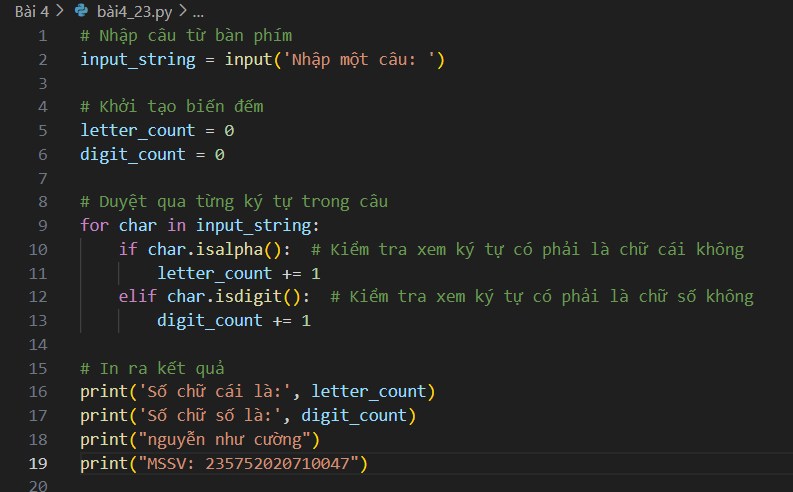 Bài 4 > bài4_23.py > ...
1 # Nhập câu từ bàn phím
2 input_string = input('Nhập một câu: ')
3
4 # Khởi tạo biến đếm
5 letter_count = 0
6 digit_count = 0
7
8 # Duyệt qua từng ký tự trong câu
9 for char in input_string:
10     if char.isalpha():  # Kiểm tra xem ký tự có phải là chữ cái không
11         letter_count += 1
12     elif char.isdigit():  # Kiểm tra xem ký tự có phải là chữ số không
13         digit_count += 1
14
15 # In ra kết quả
16 print('Số chữ cái là:', letter_count)
17 print('Số chữ số là:', digit_count)
18 print("nguyễn như cường")
19 print("MSSV: 235752020710047")
20